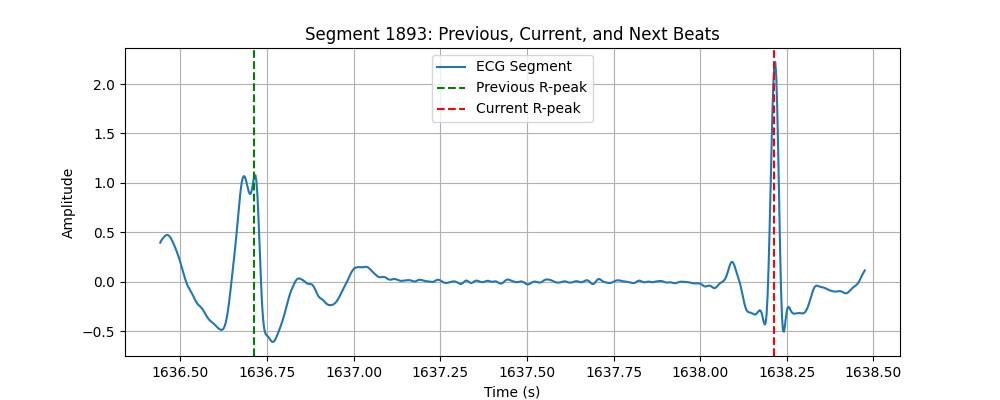 Segment 1893: Previous, Current, and Next Beats
ECG Segment
Previous R-peak
Current R-peak
Amplitude
2.0
1.5
1.0
0.5
0.0
−0.5
1636.50 1636.75 1637.00 1637.25 1637.50 1637.75 1638.00 1638.25 1638.50
Time (s)